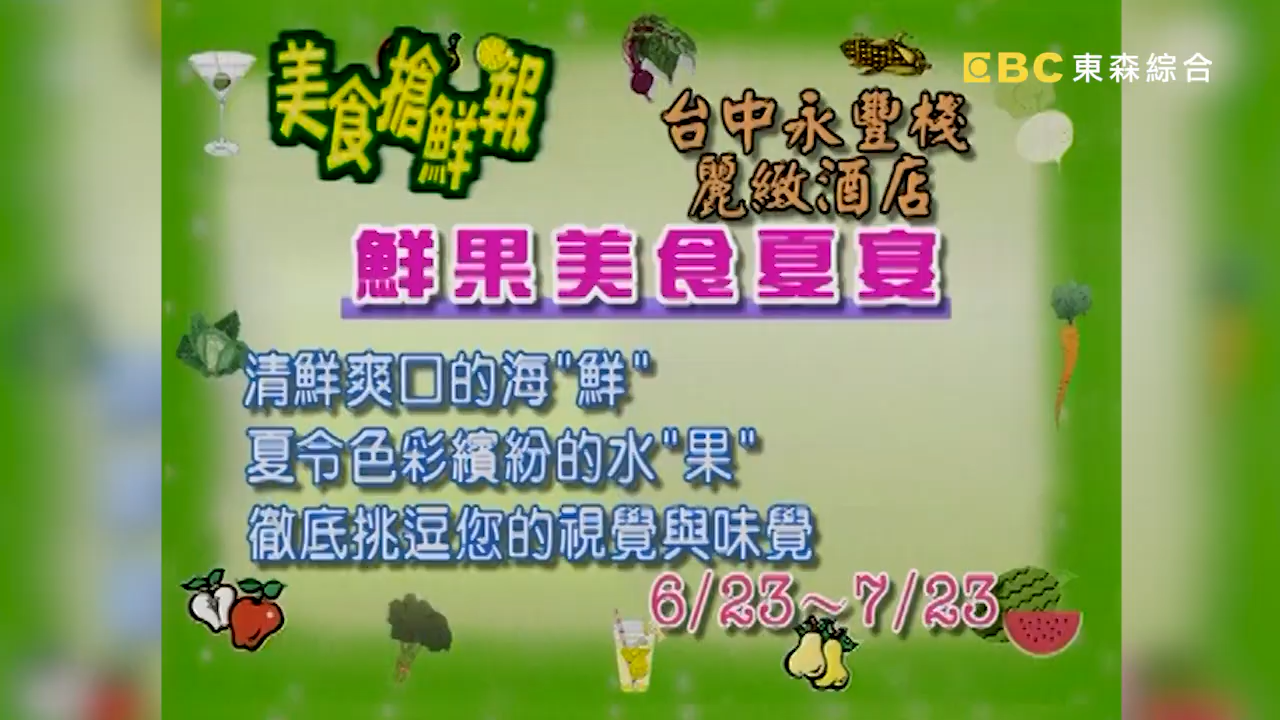 美食搶鮮報
EBC 東森綜合
台中永豐棧
麗緻酒店
鮮果美食夏宴
清鮮爽口的海"鮮"
夏令色彩繽紛的水"果"
徹底挑逗您的視覺與味覺
6/23~7/23